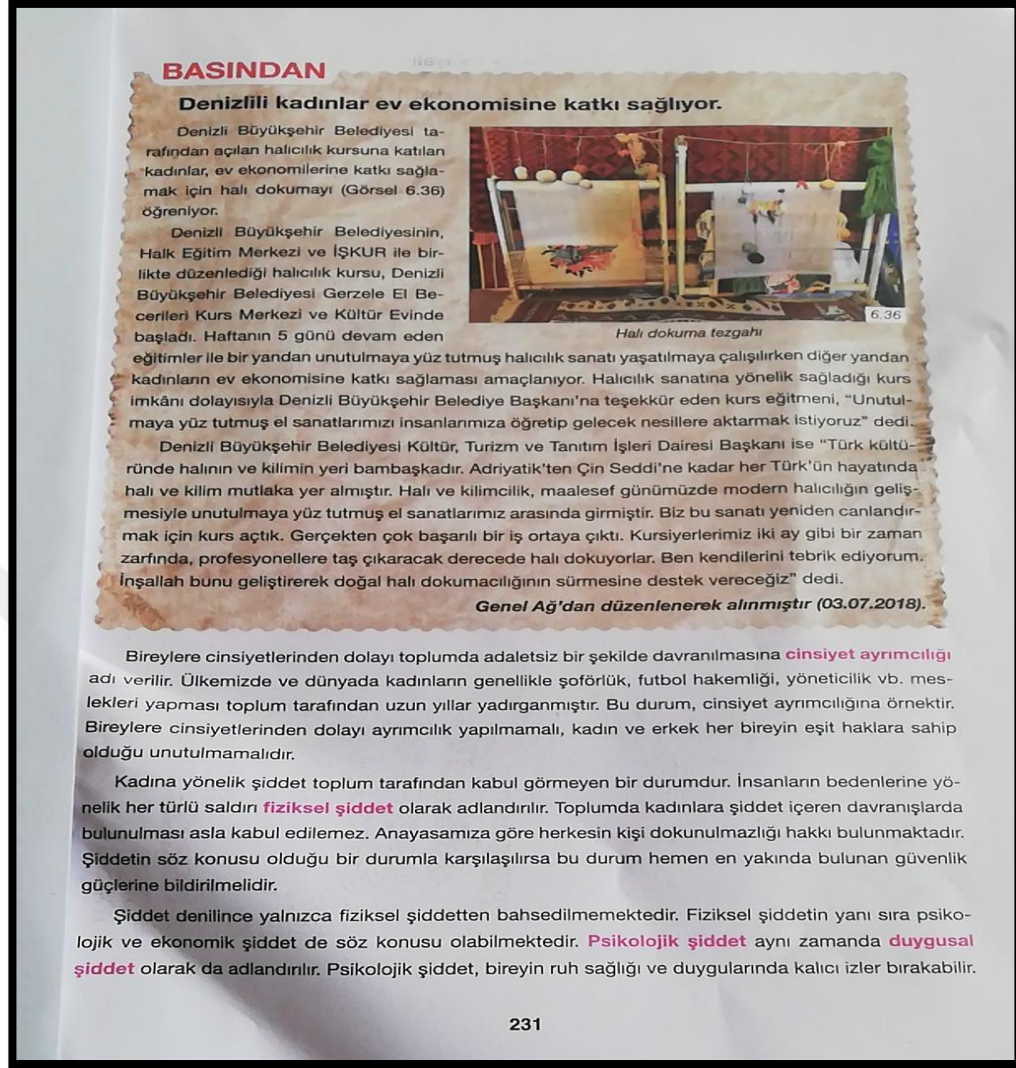 BASINDAN
Denizlili kadınlar ev ekonomisine katkı sağlıyor.
Denizli Büyükşehir Belediyesi ta-
rafından açılan halıcılık kursuna katılan
kadınlar, ev ekonomilerine katkı sağla-
mak için halı dokumayı (Görsel 6.36)
öğreniyor.
Denizli Büyükşehir Belediyesinin,
Halk Eğitim Merkezi ve İŞKUR ile bir-
likte düzenlediği halıcılık kursu, Denizli
Büyükşehir Belediyesi Gerzele El Be-
cerileri Kurs Merkezi ve Kültür Evinde
başladı. Haftanın 5 günü devam eden
6.36
Halı dokuma tezgahı
eğitimler ile bir yandan unutulmaya yüz tutmuş halıcılık sanatı yaşatılmaya çalışılırken diğer yandan
kadınların ev ekonomisine katkı sağlaması amaçlanıyor. Halıcılık sanatına yönelik sağladığı kurs
imkânı dolayısıyla Denizli Büyükşehir Belediye Başkanı'na teşekkür eden kurs eğitmeni, “Unutul-
maya yüz tutmuş el sanatlarımızı insanlarımıza öğretip gelecek nesillere aktarmak istiyoruz” dedi.
Denizli Büyükşehir Belediyesi Kültür, Turizm ve Tanıtım İşleri Dairesi Başkanı ise “Türk kültü-
ründe halının ve kilimin yeri bambaşkadır. Adriyatik'ten Çin Seddi'ne kadar her Türk'ün hayatında
halı ve kilim mutlaka yer almıştır. Halı ve kilimcilik, maalesef günümüzde modern halıcılığın geliş-
mesiyle unutulmaya yüz tutmuş el sanatlarımız arasında girmiştir. Biz bu sanatı yeniden canlandır-
mak için kurs açtık. Gerçekten çok başarılı bir iş ortaya çıktı. Kursiyerlerimiz iki ay gibi bir zaman
zarfında, profesyonellere taş çıkaracak derecede halı dokuyorlar. Ben kendilerini tebrik ediyorum.
İnşallah bunu geliştirerek doğal halı dokumacılığının sürmesine destek vereceğiz” dedi.
Genel Ağ'dan düzenlenerek alınmıştır (03.07.2018).
Bireylere cinsiyetlerinden dolayı toplumda adaletsiz bir şekilde davranılmasına cinsiyet ayrımcılığı
adı verilir. Ülkemizde ve dünyada kadınların genellikle şoförlük, futbol hakemliği, yöneticilik vb. mes-
lekleri yapması toplum tarafından uzun yıllar yadırganmıştır. Bu durum, cinsiyet ayrımcılığına örnektir.
Bireylere cinsiyetlerinden dolayı ayrımcılık yapılmamalı, kadın ve erkek her bireyin eşit haklara sahip
olduğu unutulmamalıdır.
Kadına yönelik şiddet toplum tarafından kabul görmeyen bir durumdur. İnsanların bedenlerine yö-
nelik her türlü saldırı fiziksel şiddet olarak adlandırılır. Toplumda kadınlara şiddet içeren davranışlarda
bulunulması asla kabul edilemez. Anayasamıza göre herkesin kişi dokunulmazlığı hakkı bulunmaktadır.
Şiddetin söz konusu olduğu bir durumla karşılaşılırsa bu durum hemen en yakında bulunan güvenlik
güçlerine bildirilmelidir.
Şiddet denilince yalnızca fiziksel şiddetten bahsedilmemektedir. Fiziksel şiddetin yanı sıra psiko-
lojik ve ekonomik şiddet de söz konusu olabilmektedir. Psikolojik şiddet aynı zamanda duygusal
şiddet olarak da adlandırılır. Psikolojik şiddet, bireyin ruh sağlığı ve duygularında kalıcı izler bırakabilir.
231